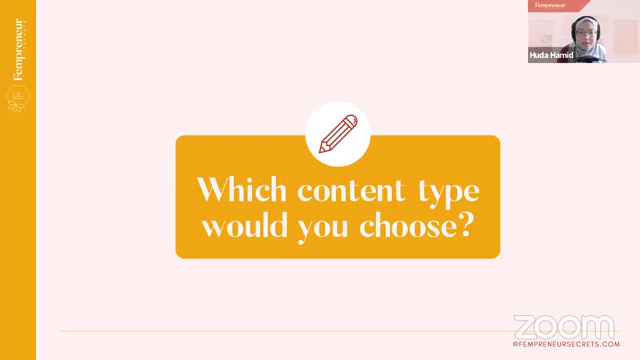 Fempreneur
Fempreneur
Huda Hamid
Which content type
would you choose?
zoom
©FEMPRENEURSECRETS.COM